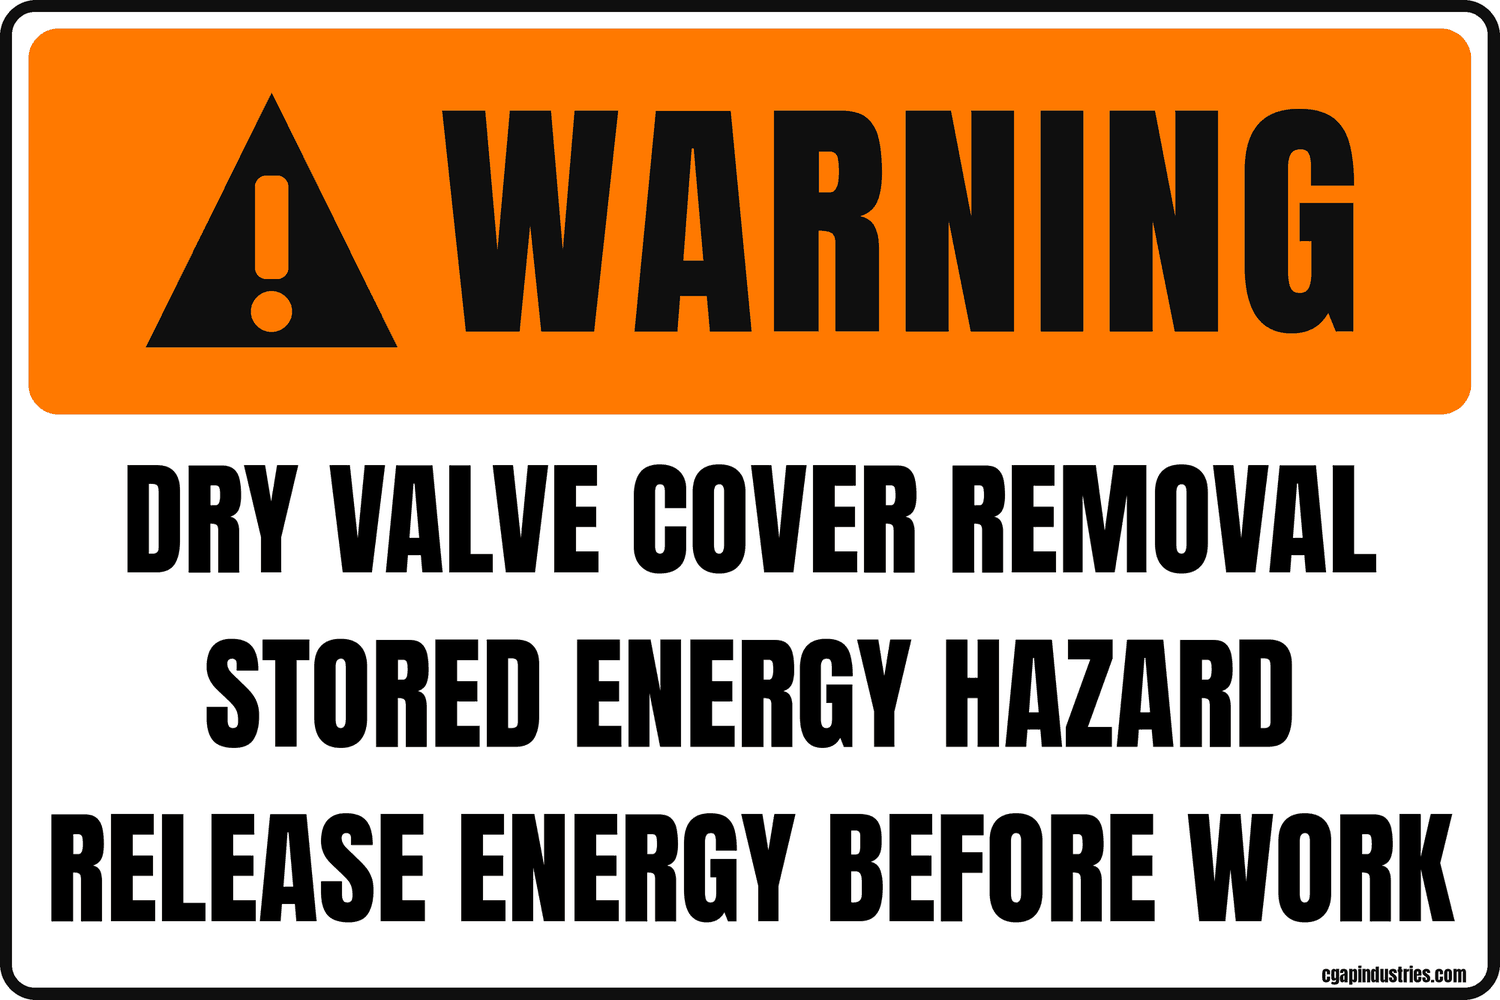 WARNING
DRY VALVE COVER REMOVAL
STORED ENERGY HAZARD
RELEASE ENERGY BEFORE WORK
cgapindustries.com